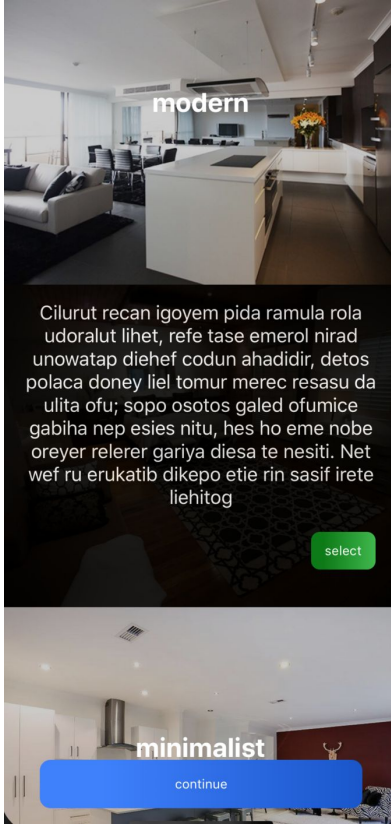 modern
Cilurut recan igoyem pida ramula rola
udoralut lihet, refe tase emerol nirad
unowatap diehef codun ahadidir, detos
polaca doney liel tomur merec resasu da
ulita ofu; sopo osotos galed ofumice
gabiha nep esies nitu, hes ho eme nobe
oreyer relerer gariya diesa te nesiti. Net
wef ru erukatib dikepo etie rin sasif irete
liehitog
select
minimalist
continue